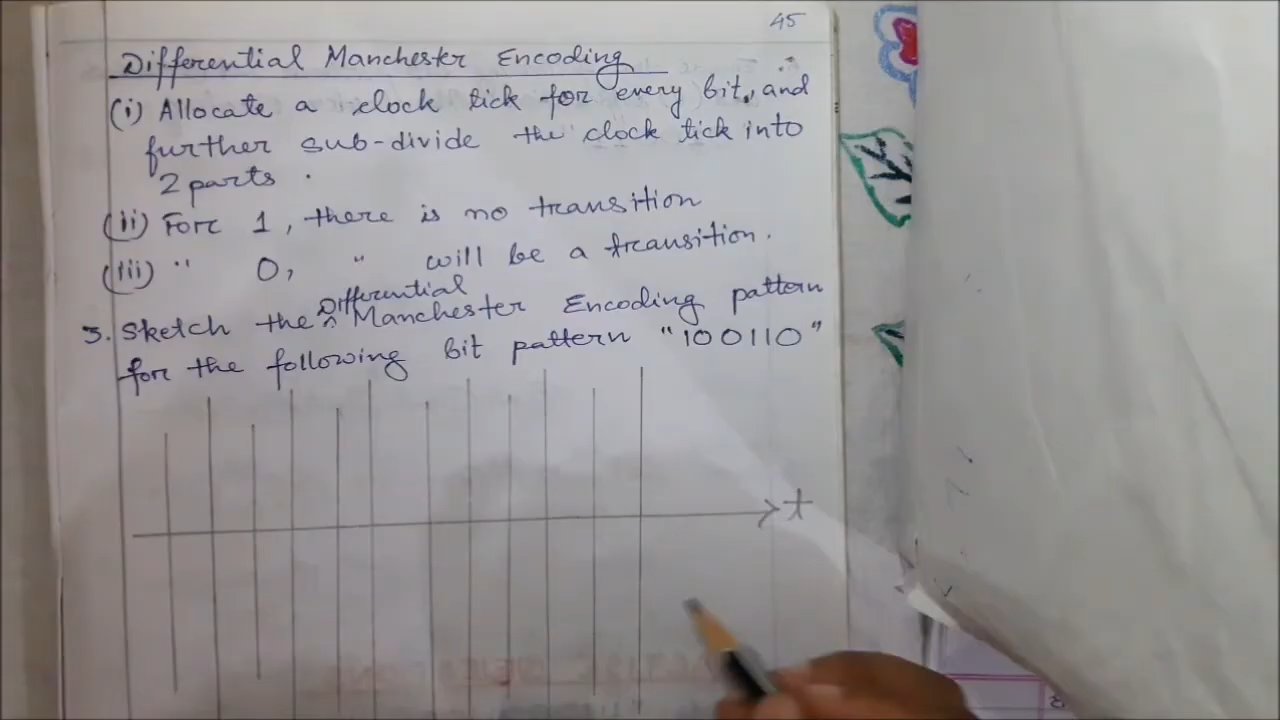 45
Differential Manchester Encoding
(i) Allocate a clock tick for every bit, and
further sub-divide the clock tick into
2 parts.
(ii) For 1, there is no transition
(iii) " 0, " will be a transition.
Differential
3. Sketch the ^ Manchester Encoding pattern
for the following bit pattern "100110"
t